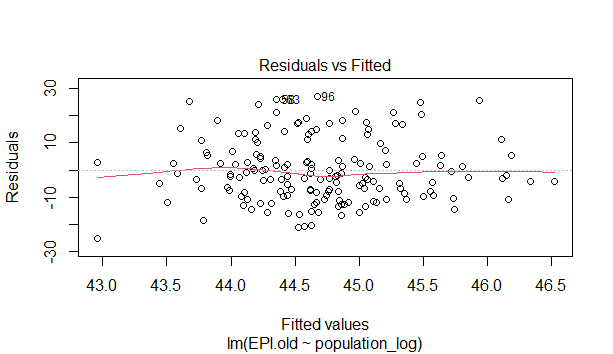 Residuals vs Fitted
Residuals
30
10
-10
-30
96
43.0 43.5 44.0 44.5 45.0 45.5 46.0 46.5
Fitted values
lm(EPI.old ~ population_log)